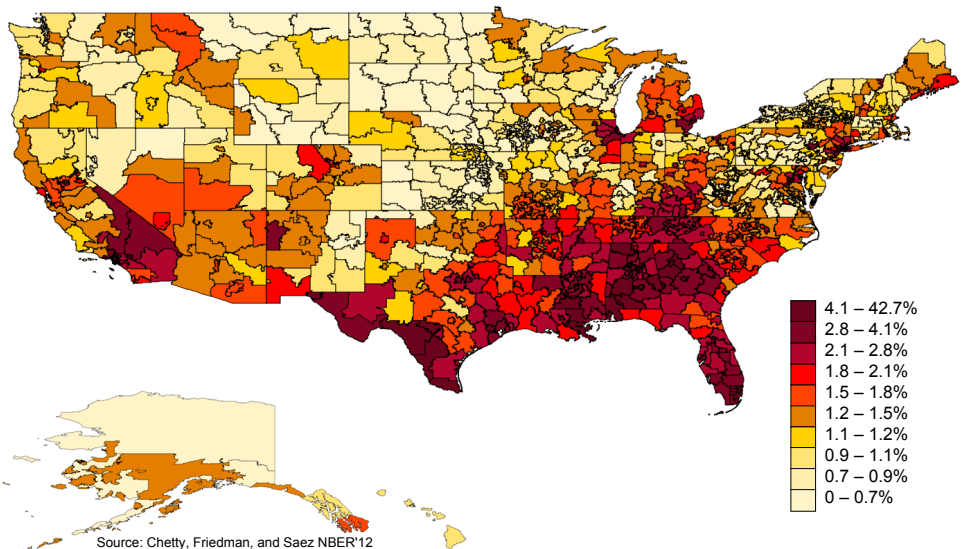 4.1 – 42.7%
2.8 – 4.1%
2.1 – 2.8%
1.8 – 2.1%
1.5 – 1.8%
1.2 – 1.5%
1.1 – 1.2%
0.9 – 1.1%
0.7 – 0.9%
0 – 0.7%
Source: Chetty, Friedman, and Saez NBER'12